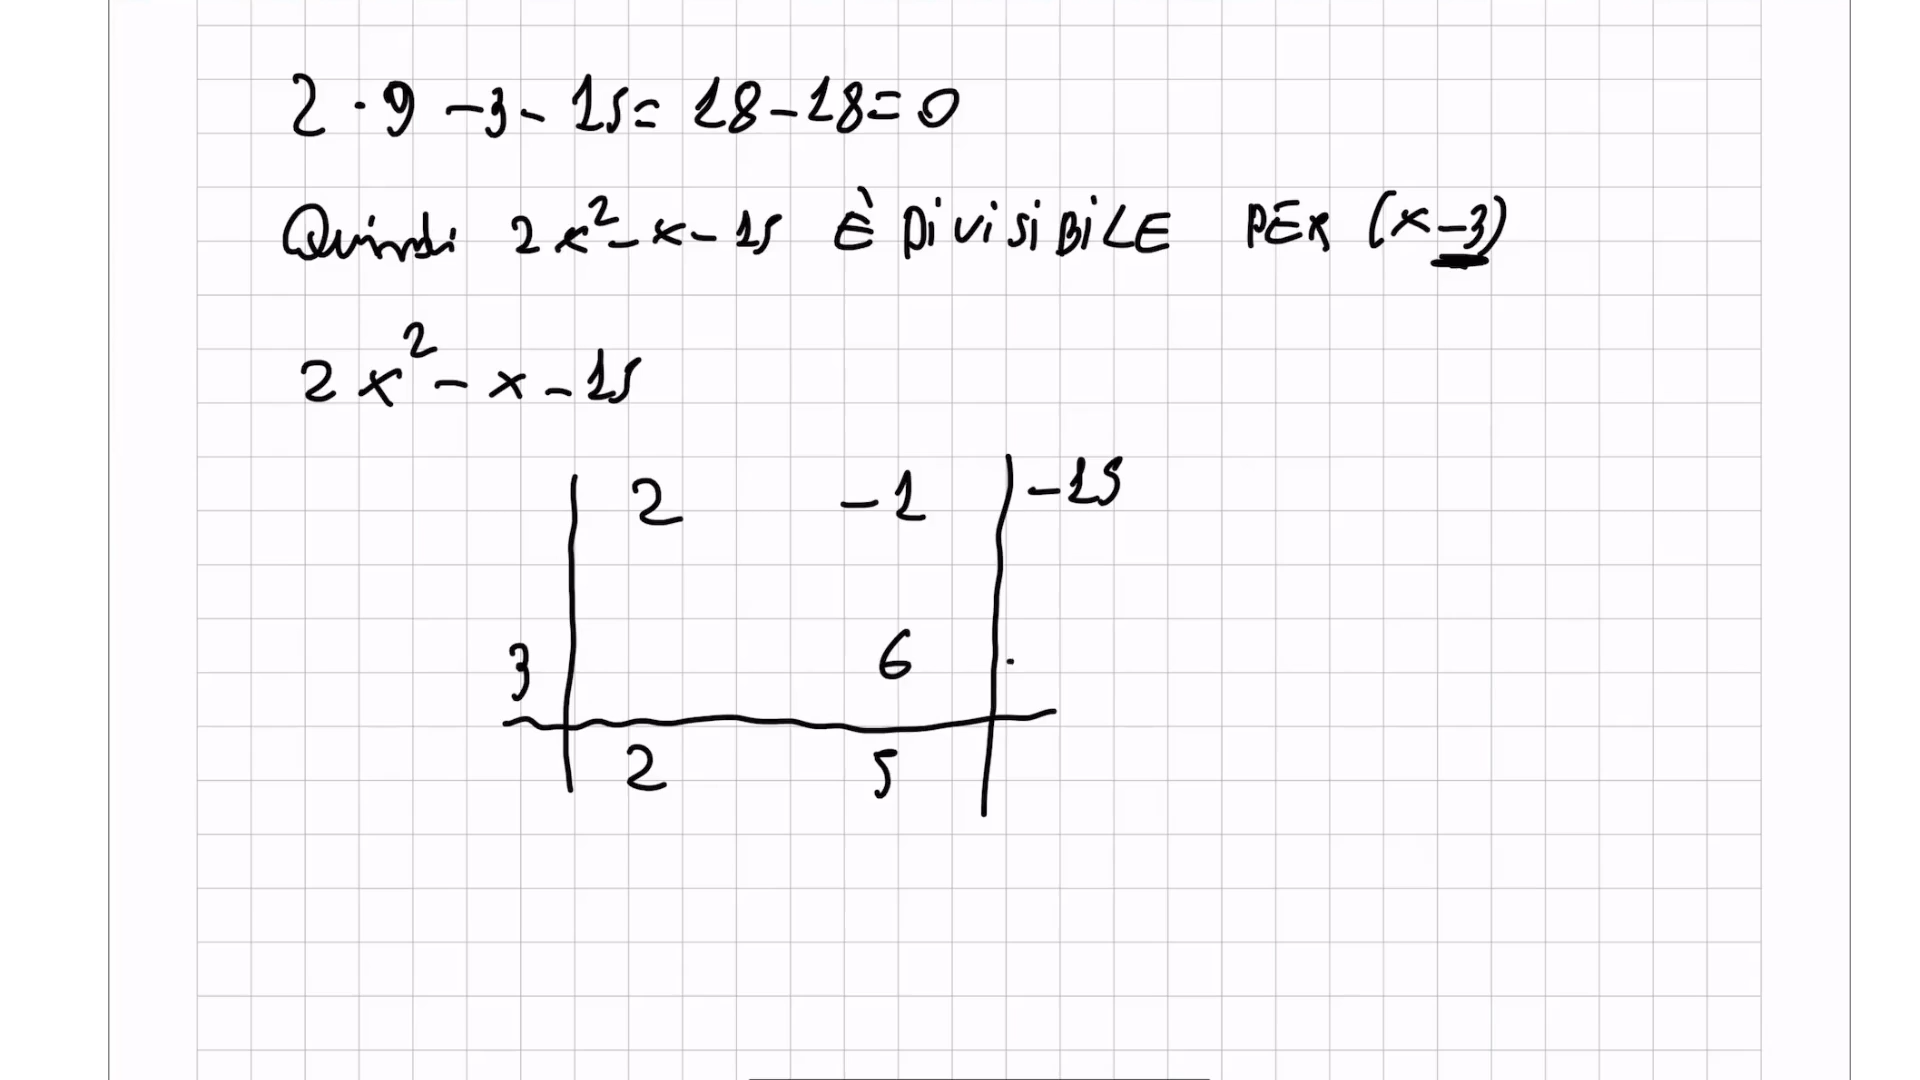 2 · 9 - 3 - 15 = 18 - 18 = 0
Quindi 2x² - x - 15 È DiViSiBiLE PER (x - 3)
2x² - x - 15
2 -1 -15
3 6 .
2 5